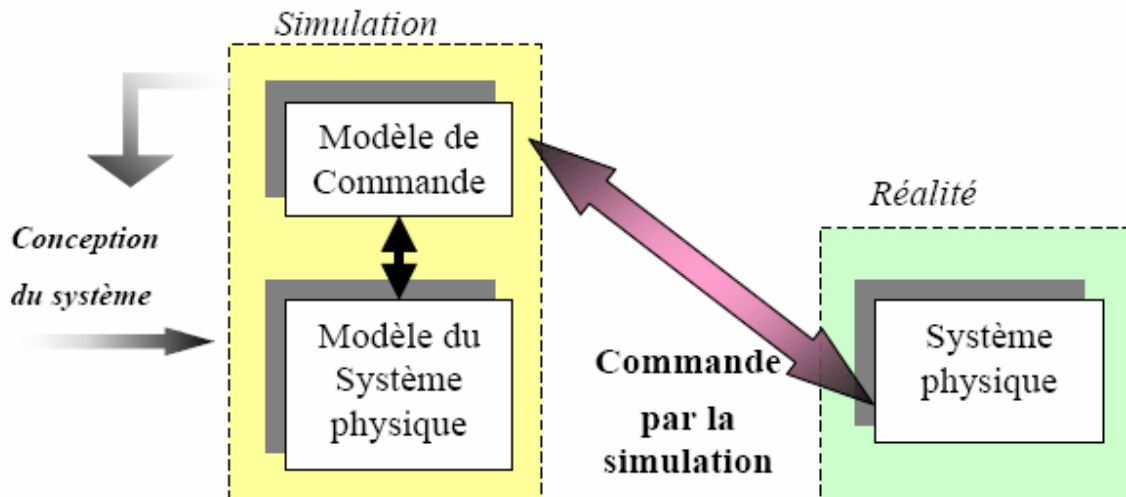 Simulation
Modèle de
Commande
Conception
du système
Modèle du
Système
physique
Réalité
Système
physique
Commande
par la
simulation